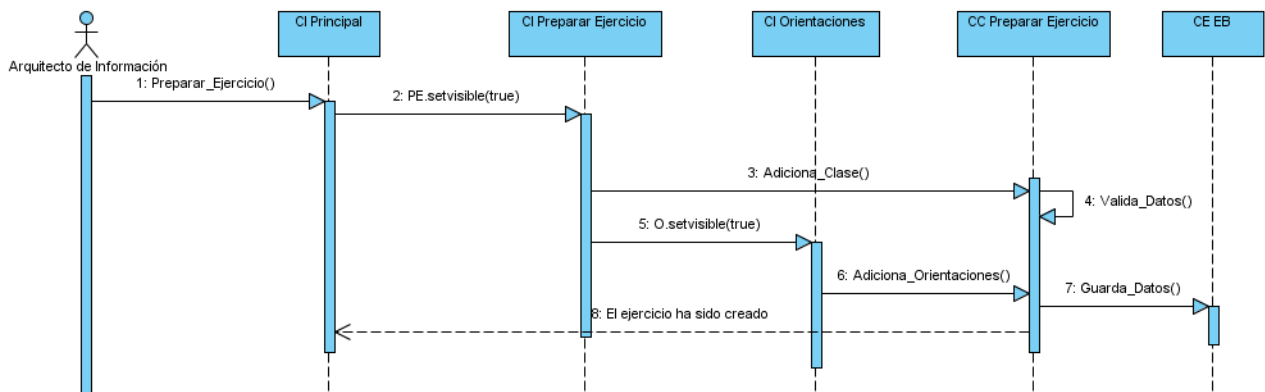 CI Principal
CI Preparar Ejercicio
CI Orientaciones
CC Preparar Ejercicio
CE EB
Arquitecto de Información
1: Preparar_Ejercicio()
2: PE.setvisible(true)
3: Adiciona_Clase()
4: Valida_Datos()
5: O.setvisible(true)
6: Adiciona_Orientaciones()
7: Guarda_Datos()
8: El ejercicio ha sido creado